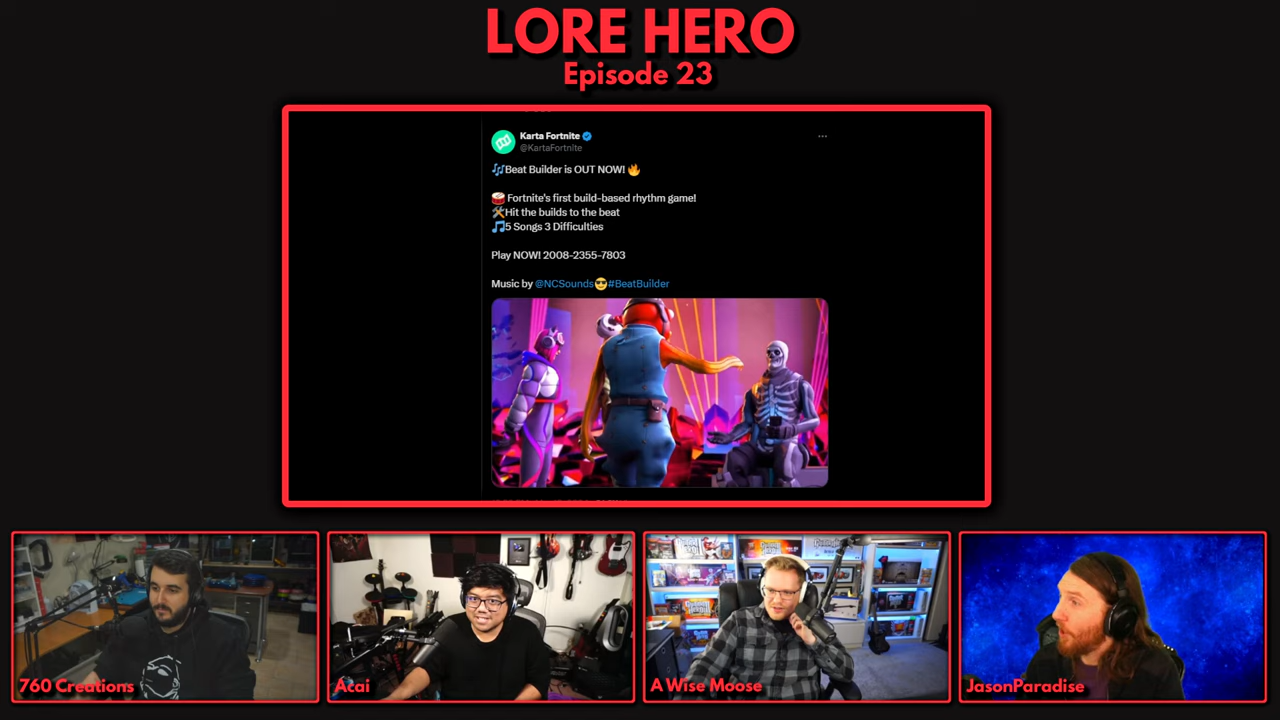 LORE HERO
Episode 23
Karta Fortnite
@KartaFortnite
🎶Beat Builder is OUT NOW! 🔥
🥁 Fortnite's first build-based rhythm game!
🛠Hit the builds to the beat
🎵5 Songs 3 Difficulties
Play NOW! 2008-2355-7803
Music by @NCSounds😎#BeatBuilder
760 Creations
Acai
A Wise Moose
JasonParadise